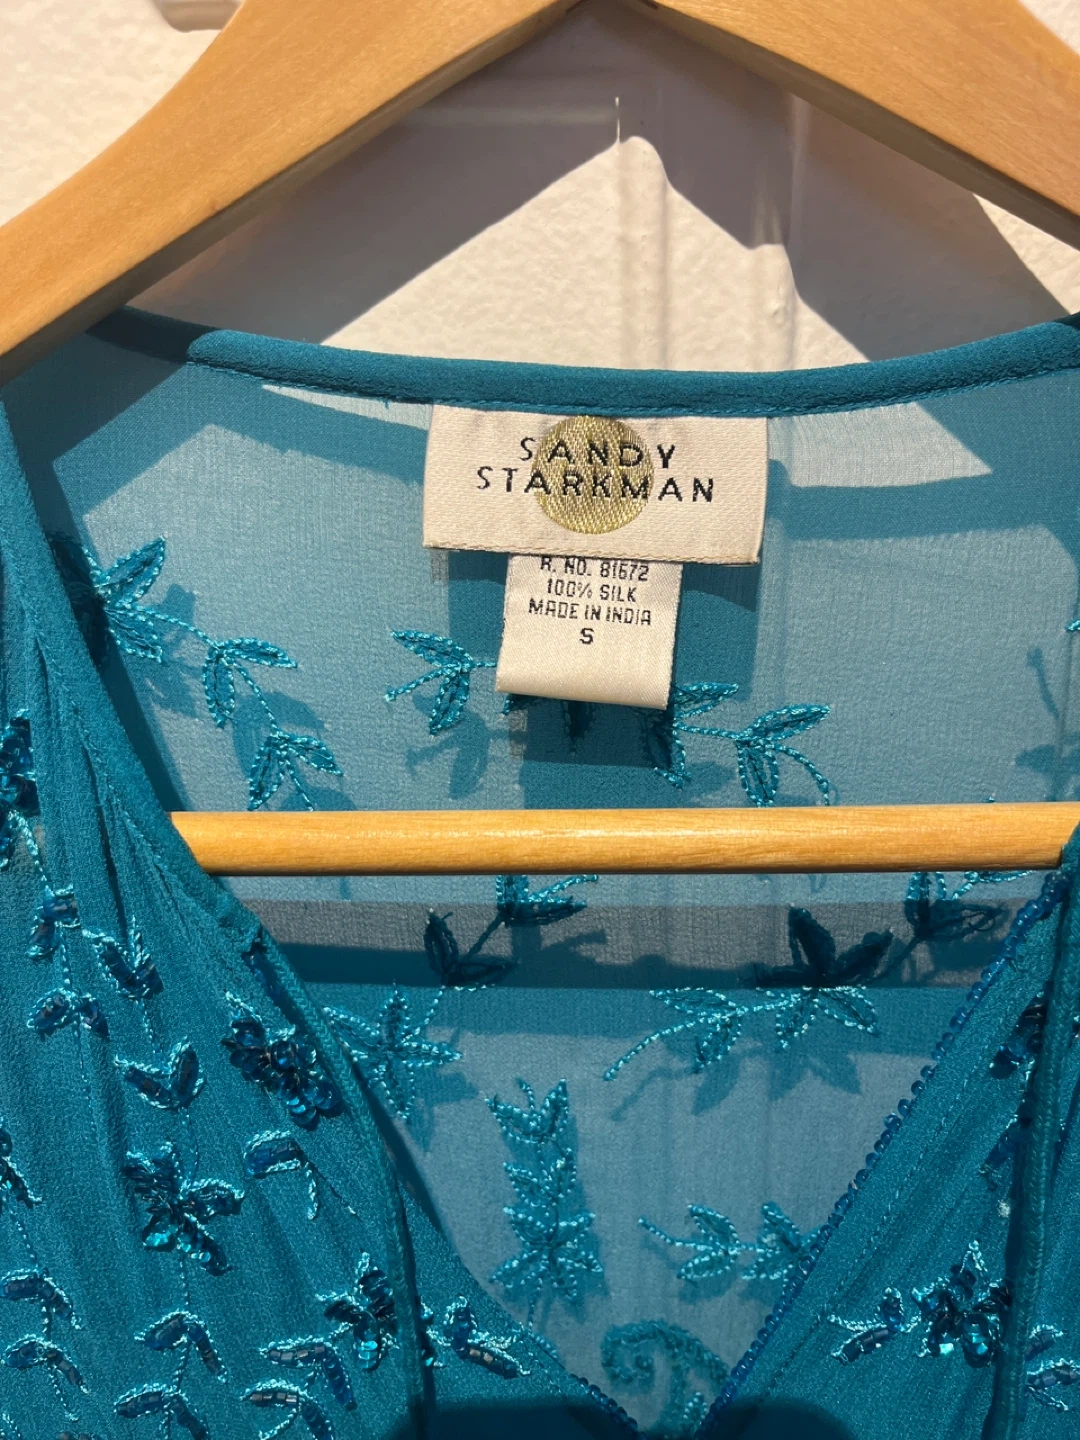 SANDY
STARKMAN
R. NO. 81672
100% SILK
MADE IN INDIA
S